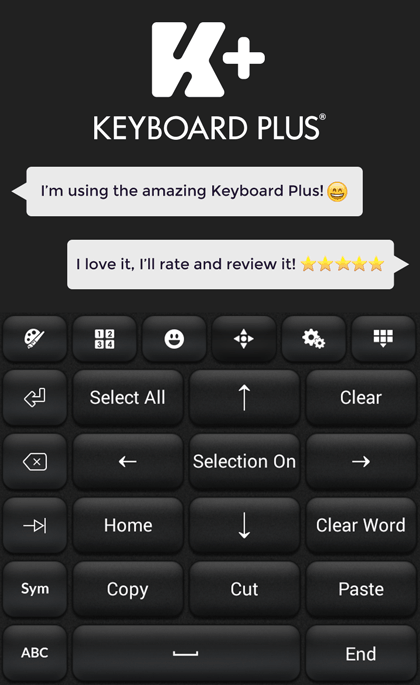 K+
KEYBOARD PLUS®
I'm using the amazing Keyboard Plus! 😄
I love it, I'll rate and review it! ⭐⭐⭐⭐⭐
1 2
3 4
Select All ↑ Clear
← Selection On →
Home ↓ Clear Word
Sym Copy Cut Paste
ABC End